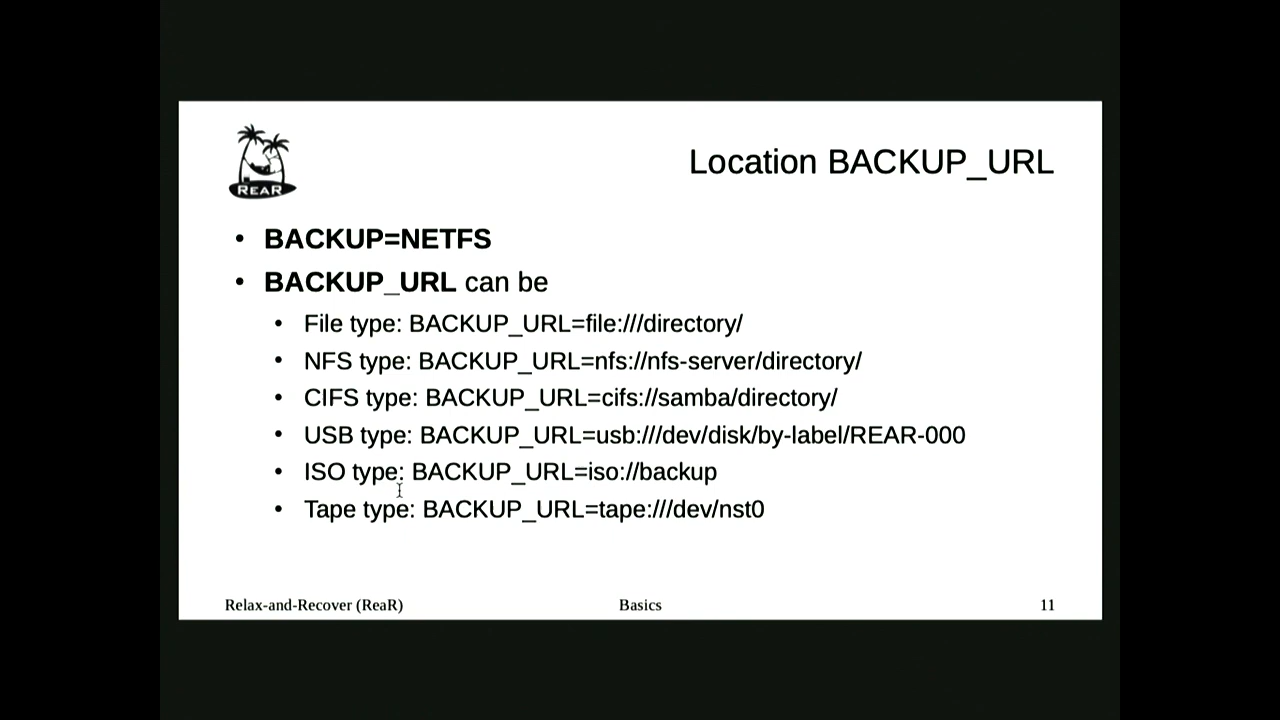 REAR
Location BACKUP_URL
• BACKUP=NETFS
• BACKUP_URL can be
• File type: BACKUP_URL=file:///directory/
• NFS type: BACKUP_URL=nfs://nfs-server/directory/
• CIFS type: BACKUP_URL=cifs://samba/directory/
• USB type: BACKUP_URL=usb:///dev/disk/by-label/REAR-000
• ISO type: BACKUP_URL=iso://backup
• Tape type: BACKUP_URL=tape:///dev/nst0
Relax-and-Recover (ReaR) Basics 11